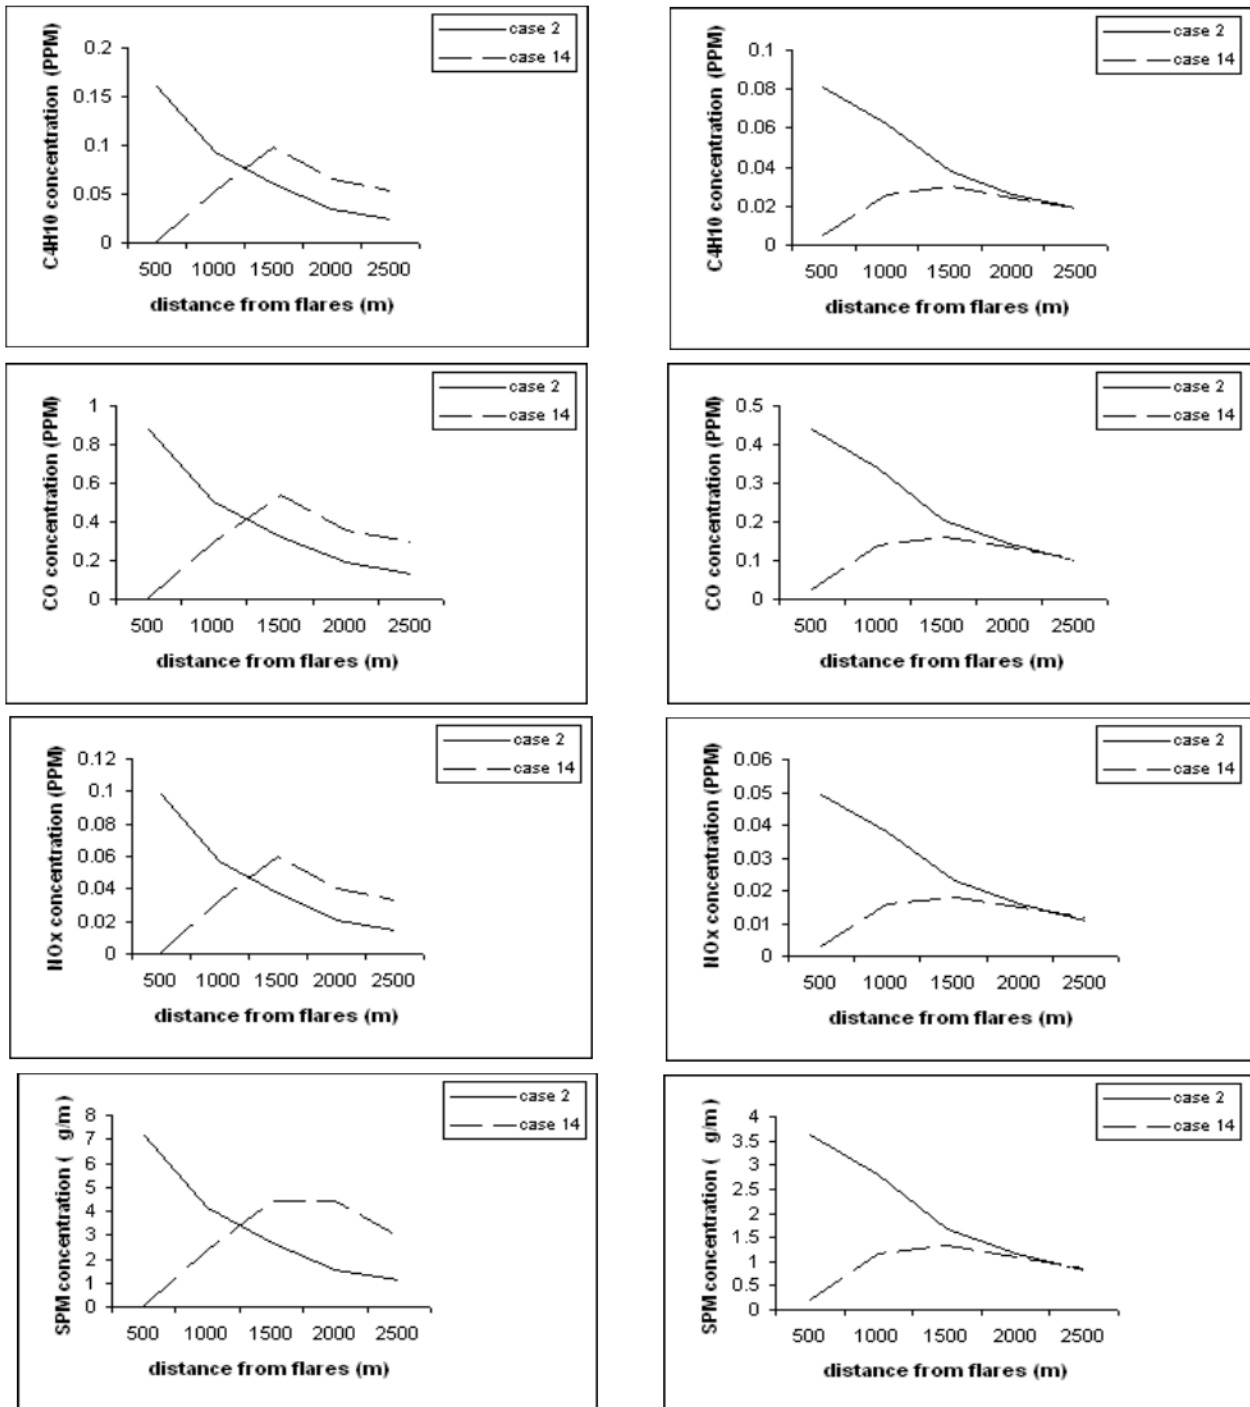 case 2
case 14
C4H10 concentration (PPM)
0.2
0.15
0.1
0.05
0
500 1000 1500 2000 2500
distance from flares (m)
case 2
case 14
C4H10 concentration (PPM)
0.1
0.08
0.06
0.04
0.02
0
500 1000 1500 2000 2500
distance from flares (m)
case 2
case 14
CO concentration (PPM)
1
0.8
0.6
0.4
0.2
0
500 1000 1500 2000 2500
distance from flares (m)
case 2
case 14
CO concentration (PPM)
0.5
0.4
0.3
0.2
0.1
0
500 1000 1500 2000 2500
distance from flares (m)
case 2
case 14
NOx concentration (PPM)
0.12
0.1
0.08
0.06
0.04
0.02
0
500 1000 1500 2000 2500
distance from flares (m)
case 2
case 14
NOx concentration (PPM)
0.06
0.05
0.04
0.03
0.02
0.01
0
500 1000 1500 2000 2500
distance from flares (m)
case 2
case 14
SPM concentration ( g/m)
8
7
6
5
4
3
2
1
0
500 1000 1500 2000 2500
distance from flares (m)
case 2
case 14
SPM concentration ( g/m)
4
3.5
3
2.5
2
1.5
1
0.5
0
500 1000 1500 2000 2500
distance from flares (m)